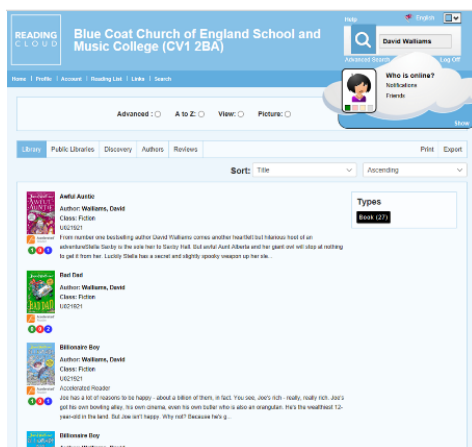 READING
CLOUD
Blue Coat Church of England School and
Music College (CV1 2BA)
Help
English
David Walliams
Advanced Search
Log Off
Home | Profile | Account | Reading List | Links | Search
Who is online?
Notifications
Friends
Show
Advanced : A to Z: View: Picture:
Library Public Libraries Discovery Authors Reviews Print Export
Sort: Title Ascending
Awful Auntie
Author: Walliams, David
Class: Fiction
U021921
From number one bestselling author David Walliams comes another heartfelt but hilarious hoot of an
adventure!Stella Saxby is the sole heir to Saxby Hall. But awful Aunt Alberta and her giant owl will stop at nothing
to get it from her. Luckily Stella has a secret and slightly spooky weapon up her sle...
Types
Book (27)
Bad Dad
Author: Walliams, David
Class: Fiction
U021921
Billionaire Boy
Author: Walliams, David
Class: Fiction
U021921
Accelerated Reader
Joe has a lot of reasons to be happy - about a billion of them, in fact. You see, Joe's rich - really, really rich. Joe's
got his own bowling alley, his own cinema, even his own butler who is also an orangutan. He's the wealthiest 12-
year-old in the land. But Joe isn't happy. Why not? Because he's g...
Billionaire Boy
Author: Walliams, David